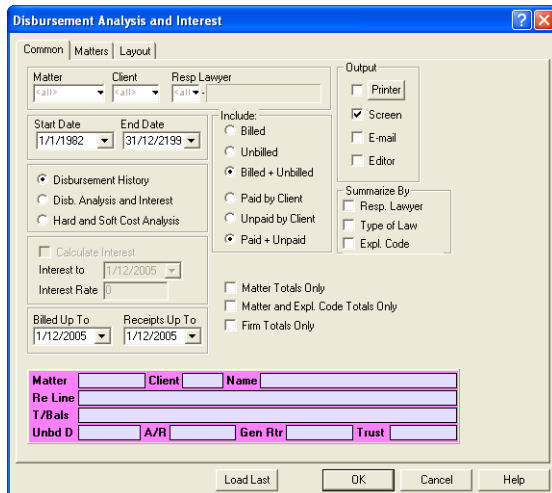 Disbursement Analysis and Interest
Common Matters Layout
Matter Client Resp Lawyer
<all> <all> <all> -
Start Date End Date
1/1/1982 31/12/2199
Disbursement History
Disb. Analysis and Interest
Hard and Soft Cost Analysis
Calculate Interest
Interest to 1/12/2005
Interest Rate 0
Billed Up To Receipts Up To
1/12/2005 1/12/2005
Include:
Billed
Unbilled
Billed + Unbilled
Paid by Client
Unpaid by Client
Paid + Unpaid
Output
Printer
Screen
E-mail
Editor
Summarize By
Resp. Lawyer
Type of Law
Expl. Code
Matter Totals Only
Matter and Expl. Code Totals Only
Firm Totals Only
Matter Client Name
Re Line
T/Bals
Unbd D A/R Gen Rtr Trust
Load Last OK Cancel Help